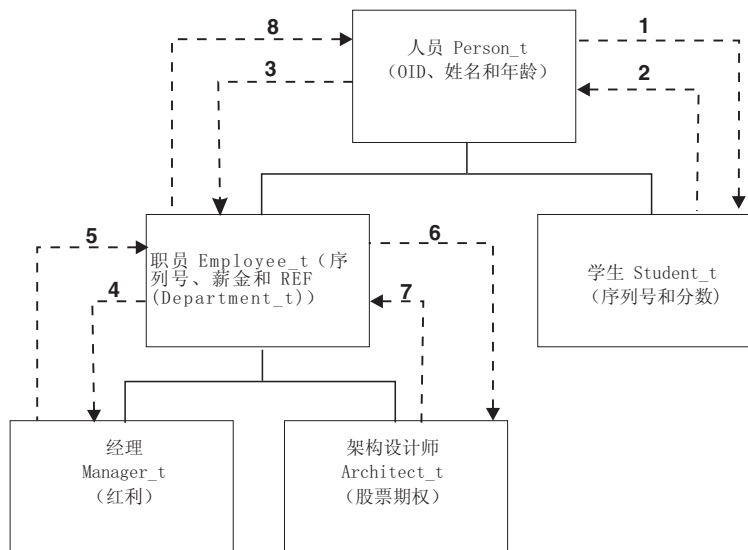 8
人员 Person_t
（OID、姓名和年龄）
1
3
2
5
职员 Employee_t（序
列号、薪金和 REF
(Department_t)）
6
4
7
学生 Student_t
（序列号和分数）
经理
Manager_t
（红利）
架构设计师
Architect_t
（股票期权）